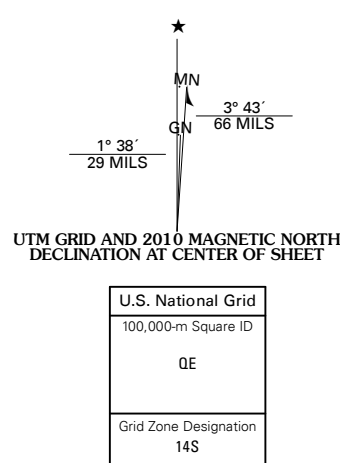 ★
MN
3° 43´
66 MILS
GN
1° 38´
29 MILS
UTM GRID AND 2010 MAGNETIC NORTH
DECLINATION AT CENTER OF SHEET
U.S. National Grid
100,000-m Square ID
QE
Grid Zone Designation
14S